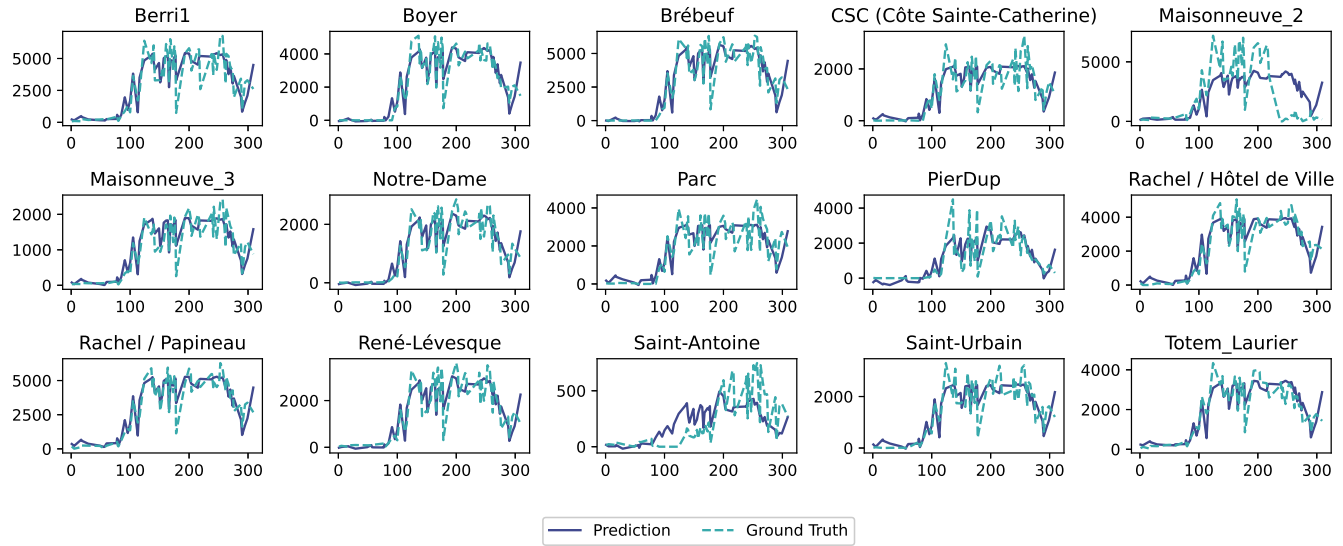 Berri1 Boyer Brébeuf CSC (Côte Sainte-Catherine) Maisonneuve_2
5000 2500 0
4000 2000 0
5000 2500 0
2000 0
5000 0
0 100 200 300 0 100 200 300 0 100 200 300 0 100 200 300 0 100 200 300
Maisonneuve_3 Notre-Dame Parc PierDup Rachel / Hôtel de Ville
2000 1000 0
2000 0
4000 2000 0
4000 2000 0
4000 2000 0
0 100 200 300 0 100 200 300 0 100 200 300 0 100 200 300 0 100 200 300
Rachel / Papineau René-Lévesque Saint-Antoine Saint-Urbain Totem_Laurier
5000 2500 0
2000 0
500 0
2000 0
4000 2000 0
0 100 200 300 0 100 200 300 0 100 200 300 0 100 200 300 0 100 200 300
Prediction Ground Truth